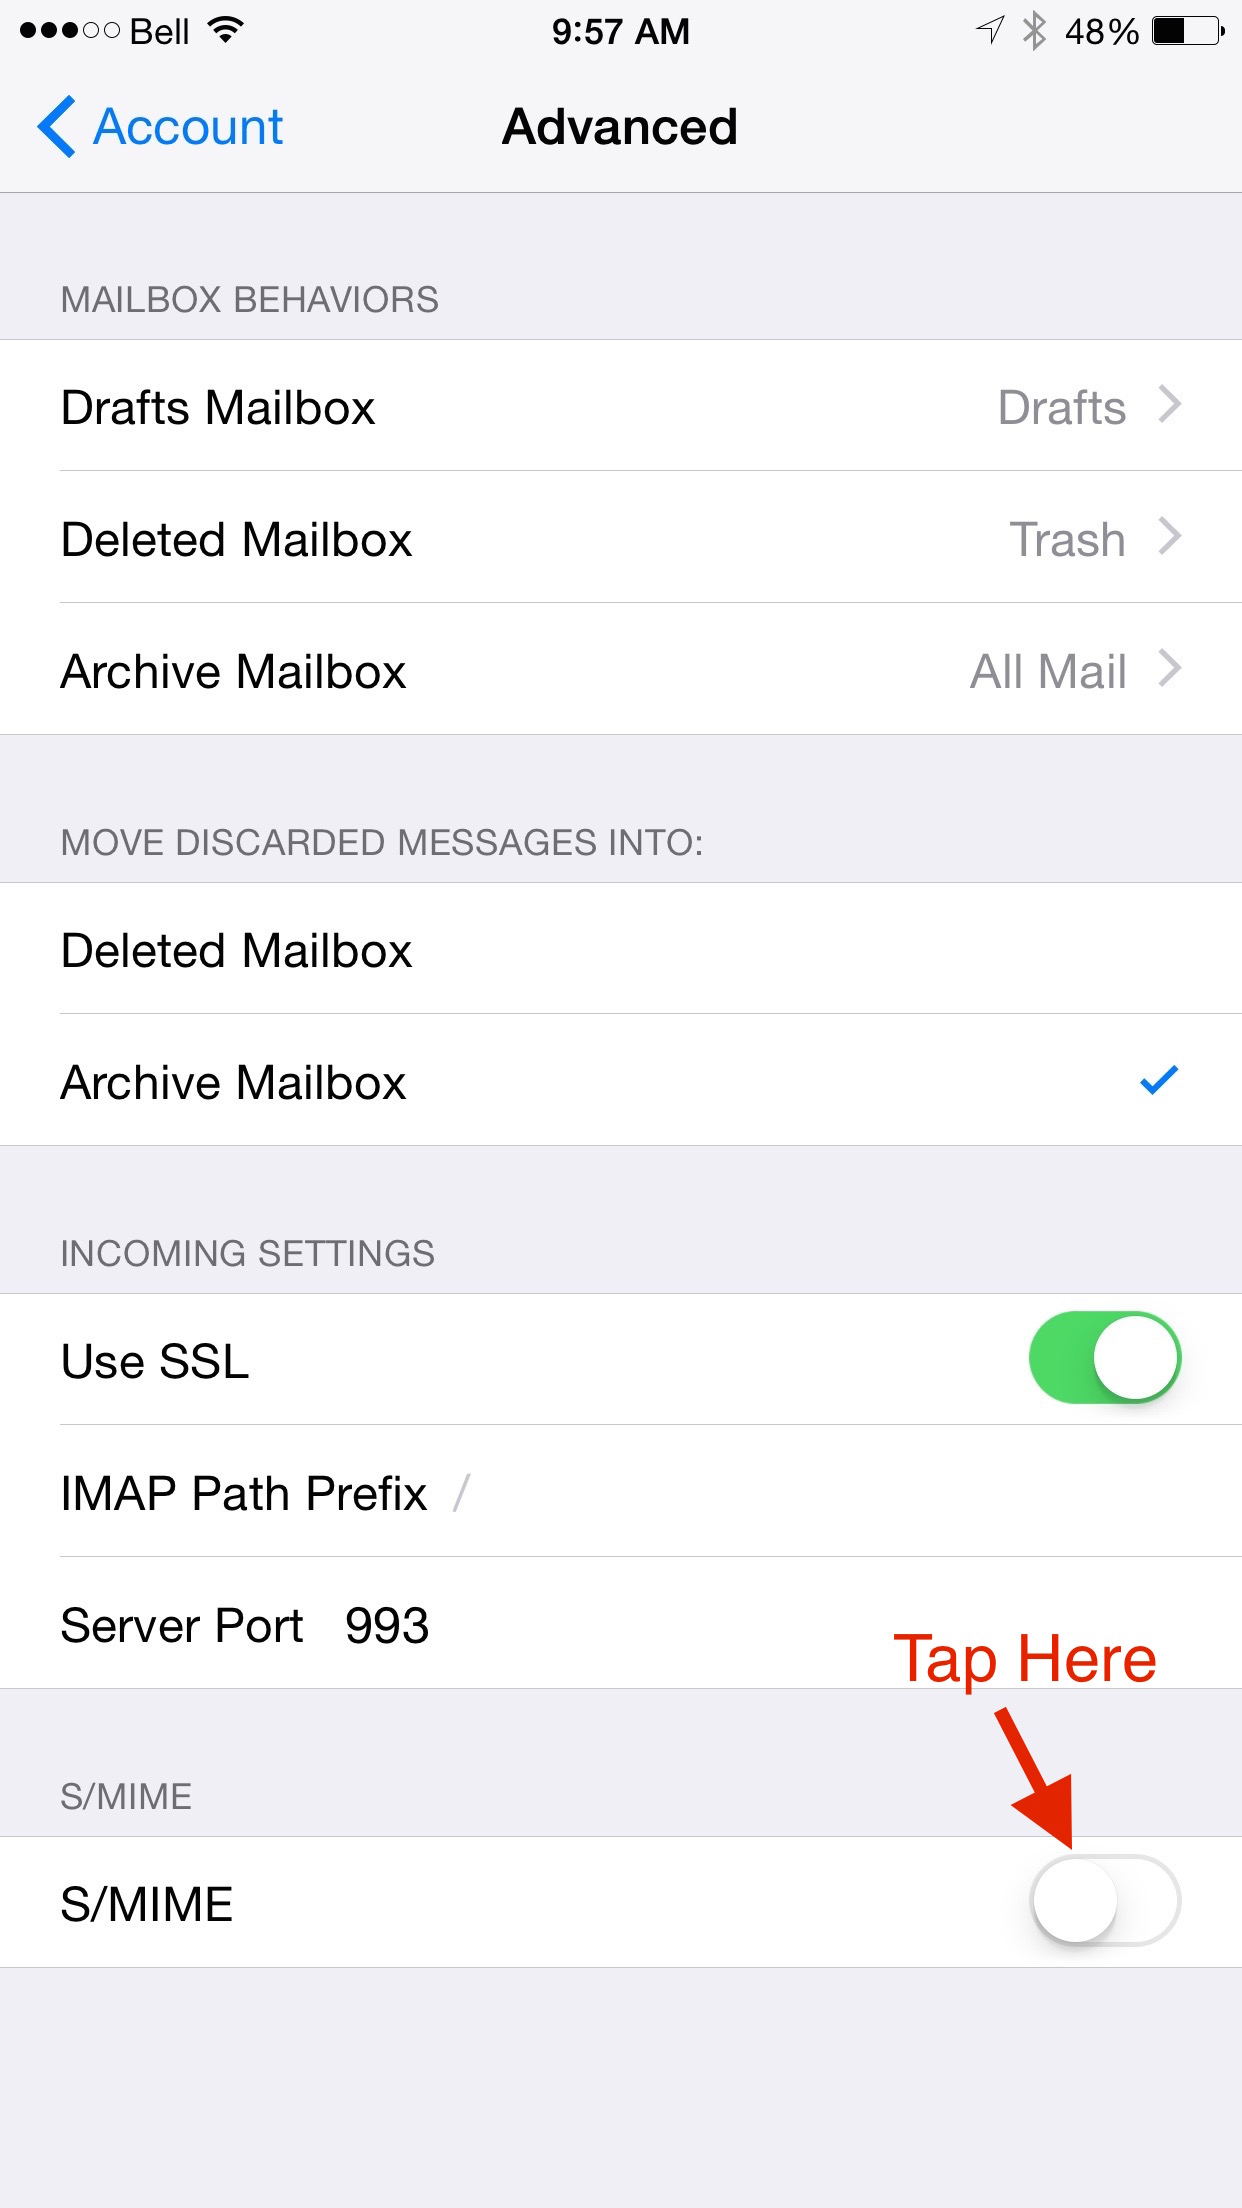 Bell 9:57 AM 48%
Account Advanced
MAILBOX BEHAVIORS
Drafts Mailbox Drafts
Deleted Mailbox Trash
Archive Mailbox All Mail
MOVE DISCARDED MESSAGES INTO:
Deleted Mailbox
Archive Mailbox
INCOMING SETTINGS
Use SSL
IMAP Path Prefix /
Server Port 993
Tap Here
S/MIME
S/MIME